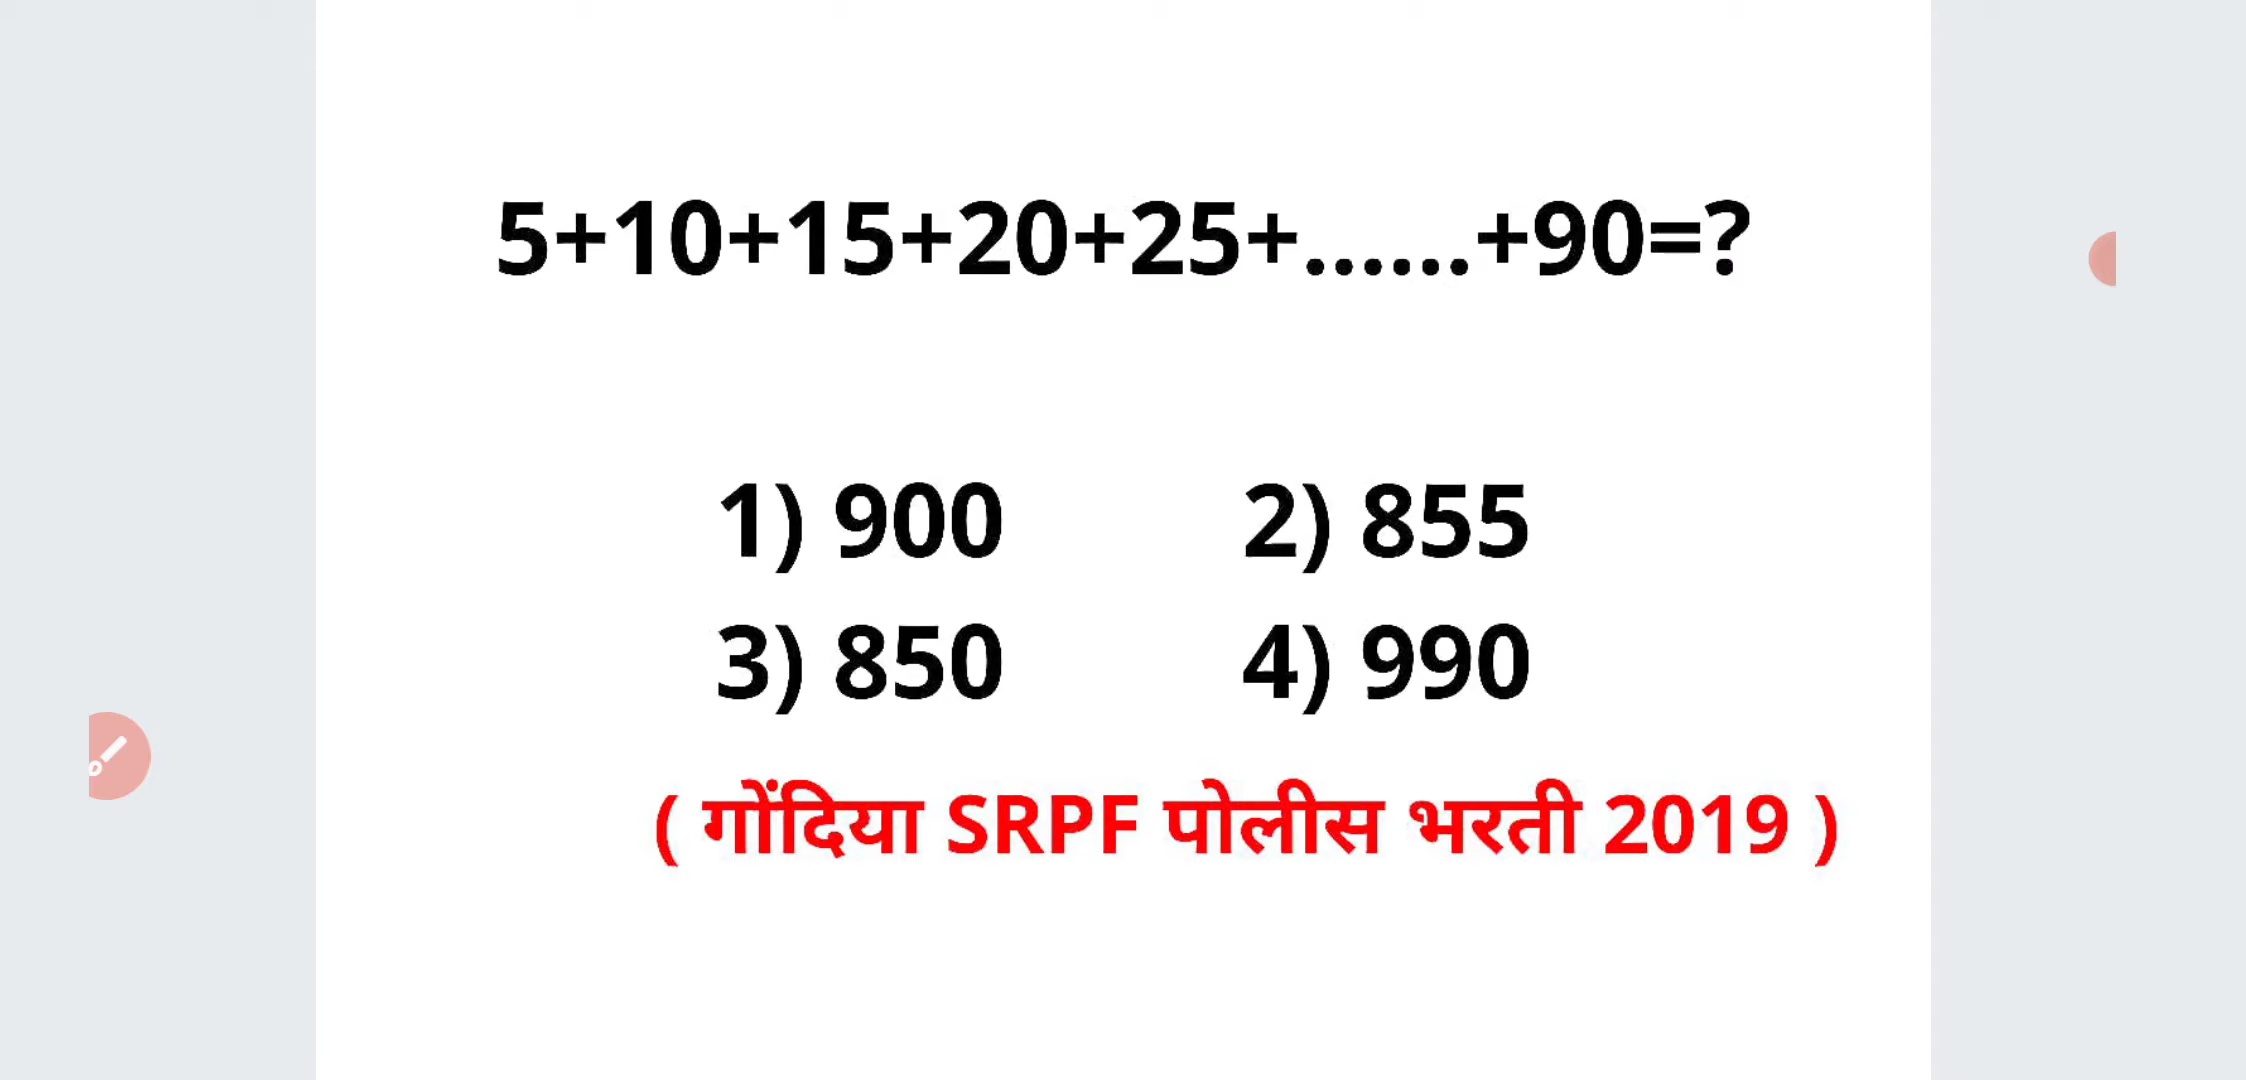 5+10+15+20+25+......+90=?
1) 900 2) 855
3) 850 4) 990
( गोंदिया SRPF पोलीस भरती 2019 )